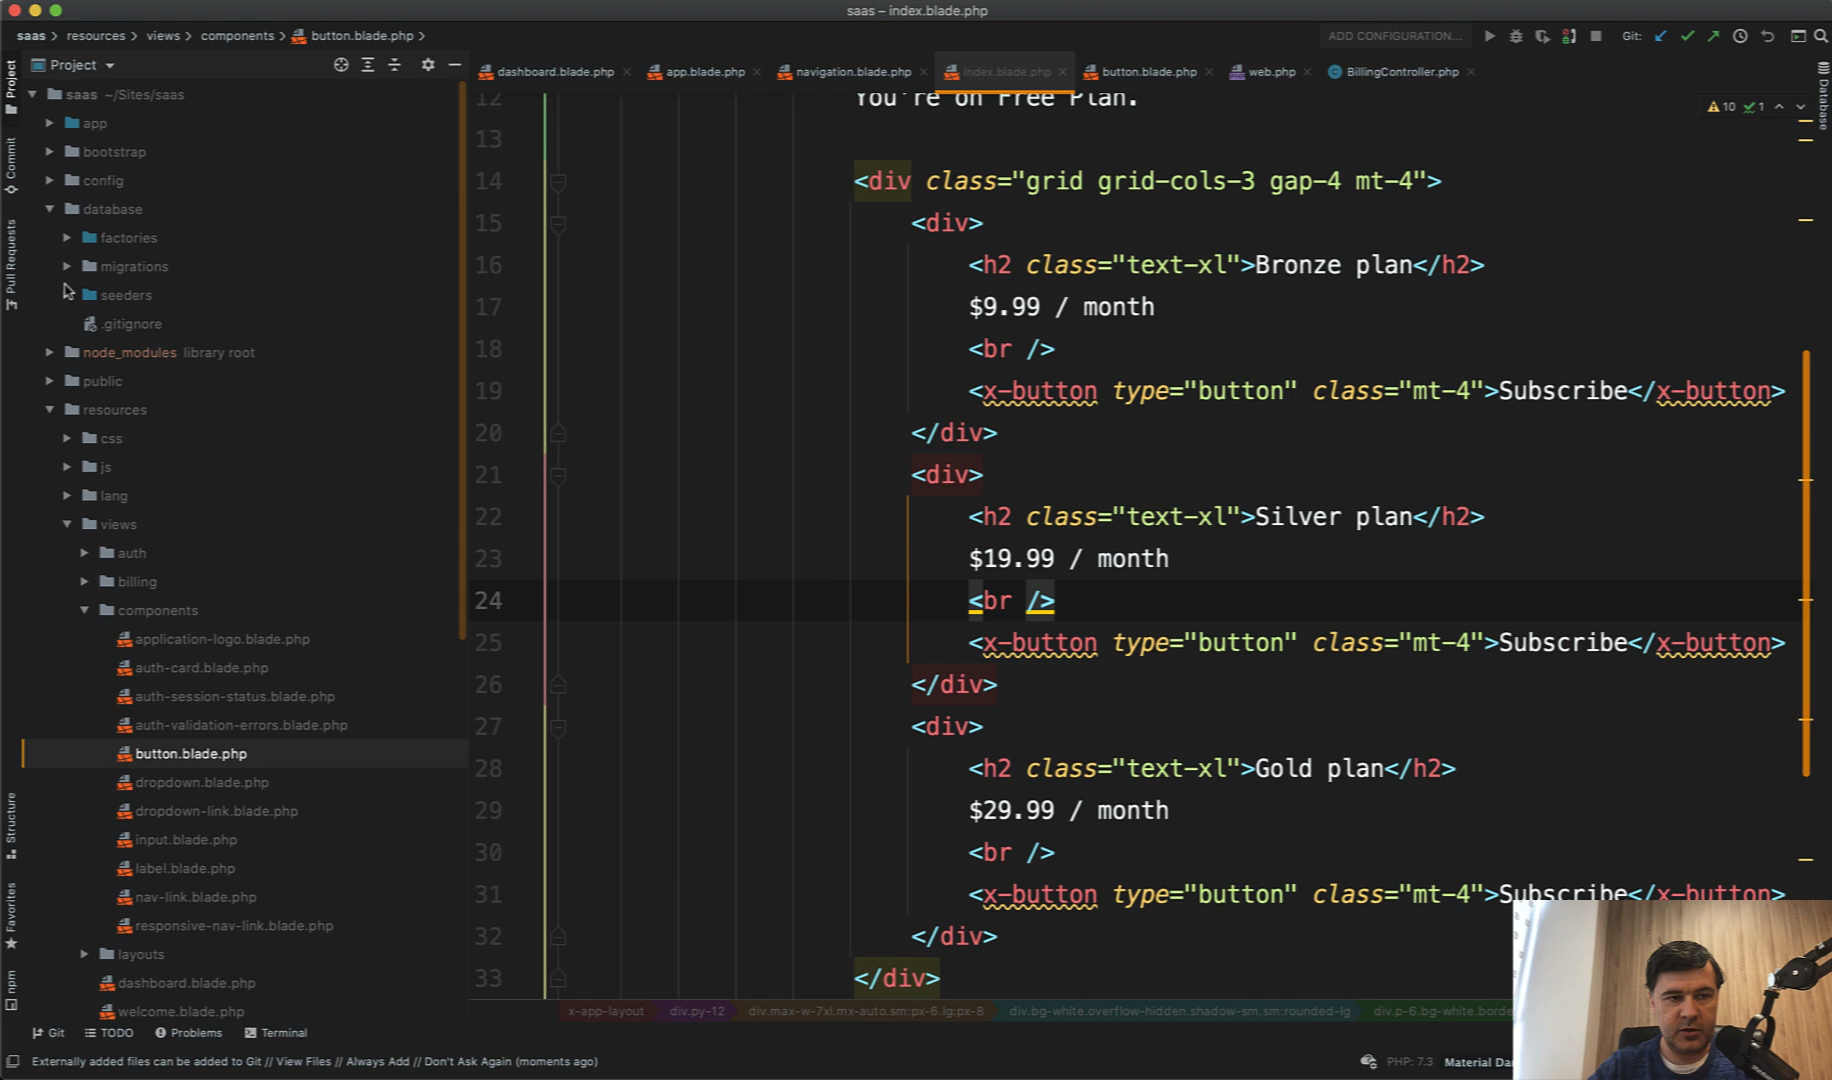 saas – index.blade.php
saas > resources > views > components > button.blade.php >
ADD CONFIGURATION...
Git:
Project
dashboard.blade.php
app.blade.php
navigation.blade.php
index.blade.php
button.blade.php
web.php
BillingController.php
Project
Commit
Pull Requests
Structure
Favorites
npm
Database
saas ~/Sites/saas
app
bootstrap
config
database
factories
migrations
seeders
.gitignore
node_modules library root
public
resources
css
js
lang
views
auth
billing
components
application-logo.blade.php
auth-card.blade.php
auth-session-status.blade.php
auth-validation-errors.blade.php
button.blade.php
dropdown.blade.php
dropdown-link.blade.php
input.blade.php
label.blade.php
nav-link.blade.php
responsive-nav-link.blade.php
layouts
dashboard.blade.php
welcome.blade.php
10 1
12 You're on Free Plan.
13
14 <div class="grid grid-cols-3 gap-4 mt-4">
15 <div>
16 <h2 class="text-xl">Bronze plan</h2>
17 $9.99 / month
18 <br />
19 <x-button type="button" class="mt-4">Subscribe</x-button>
20 </div>
21 <div>
22 <h2 class="text-xl">Silver plan</h2>
23 $19.99 / month
24 <br />
25 <x-button type="button" class="mt-4">Subscribe</x-button>
26 </div>
27 <div>
28 <h2 class="text-xl">Gold plan</h2>
29 $29.99 / month
30 <br />
31 <x-button type="button" class="mt-4">Subscribe</x-button>
32 </div>
33 </div>
x-app-layout
div.py-12
div.max-w-7xl.mx-auto.sm:px-6.lg:px-8
div.bg-white.overflow-hidden.shadow-sm.sm:rounded-lg
div.p-6.bg-white.borde
Git
TODO
Problems
Terminal
Externally added files can be added to Git // View Files // Always Add // Don't Ask Again (moments ago)
PHP: 7.3
Material Da